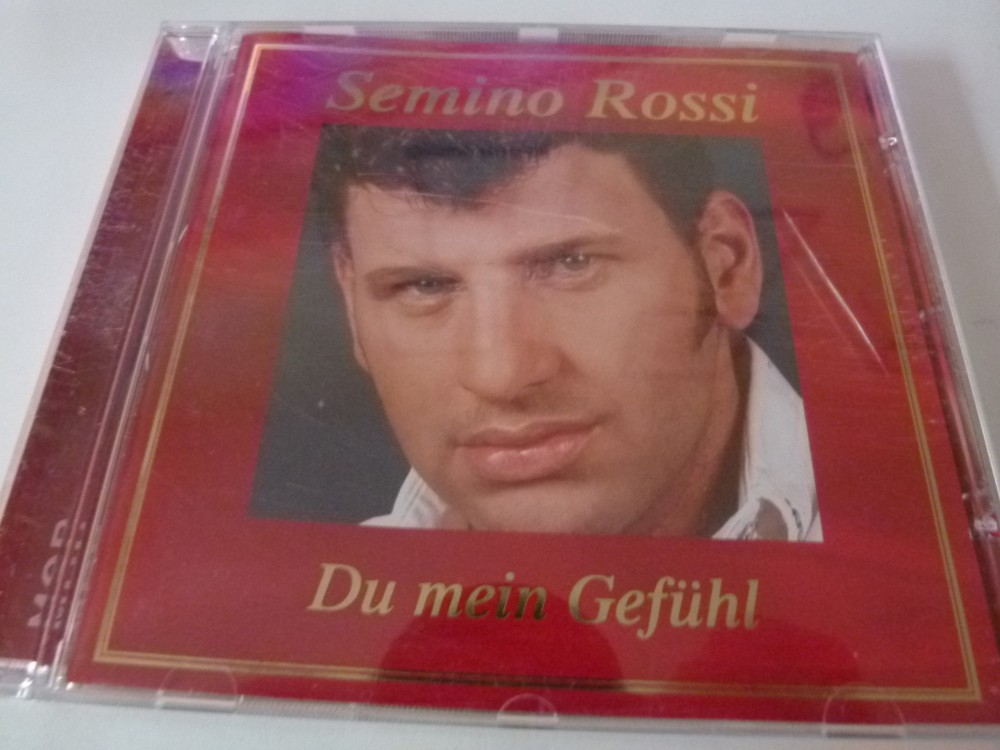 Semino Rossi
Du mein Gefühl